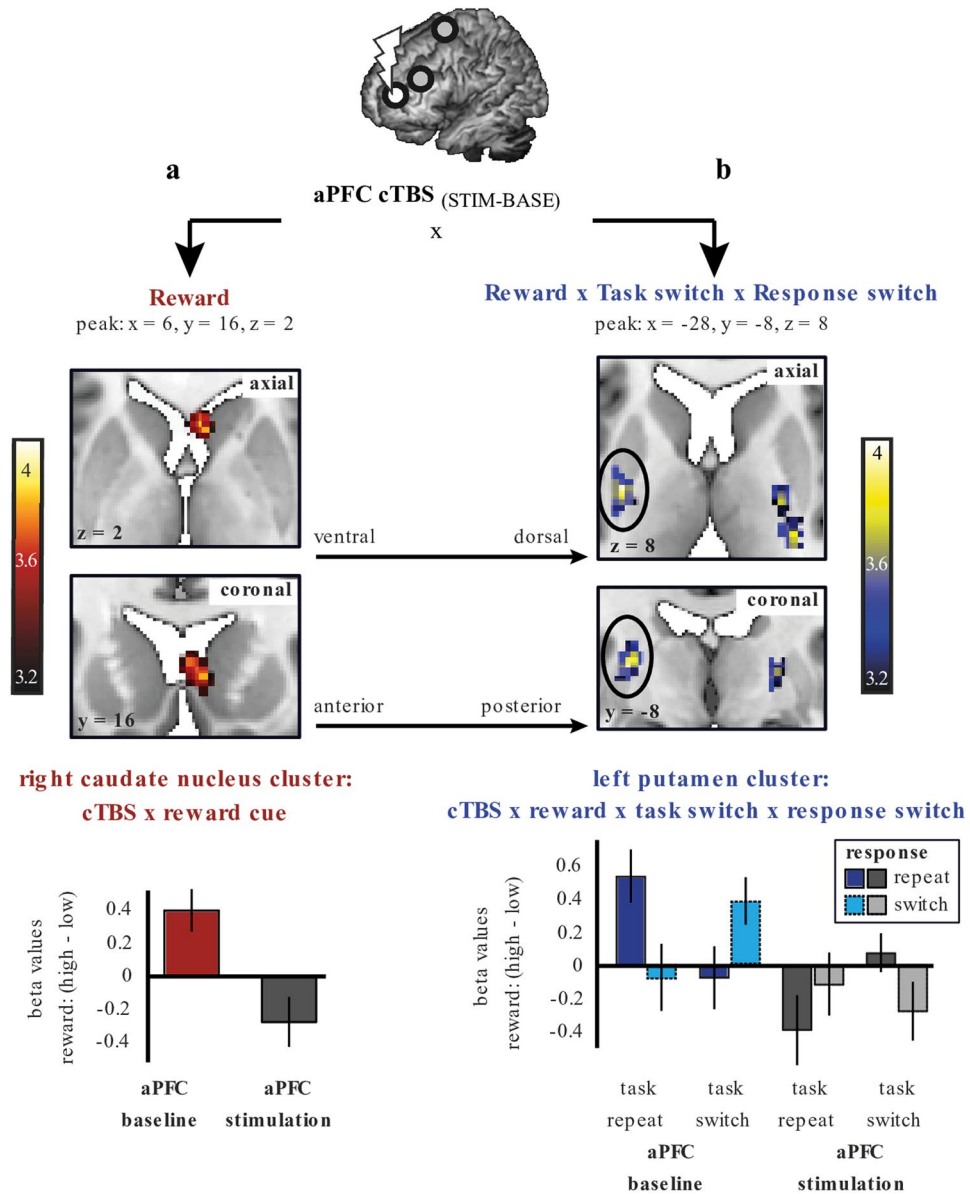 a
b
aPFC cTBS (STIM-BASE)
x
Reward
peak: x = 6, y = 16, z = 2
Reward x Task switch x Response switch
peak: x = -28, y = -8, z = 8
axial
z = 2
axial
z = 8
4
3.6
3.2
4
3.6
3.2
ventral
dorsal
coronal
y = 16
coronal
y = -8
anterior
posterior
right caudate nucleus cluster:
cTBS x reward cue
left putamen cluster:
cTBS x reward x task switch x response switch
beta values
reward: (high - low)
0.4
0.2
0
-0.2
-0.4
aPFC
baseline
aPFC
stimulation
beta values
reward: (high - low)
0.6
0.4
0.2
0
-0.2
-0.4
response
repeat
switch
task
repeat
task
switch
task
repeat
task
switch
aPFC
baseline
aPFC
stimulation